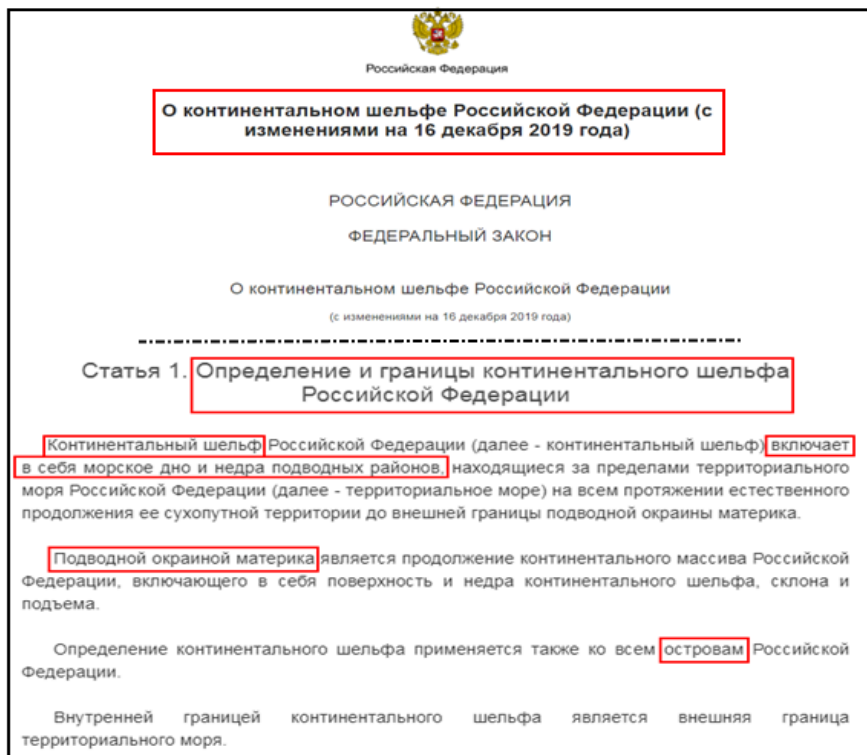 Российская Федерация
О континентальном шельфе Российской Федерации (с
изменениями на 16 декабря 2019 года)
РОССИЙСКАЯ ФЕДЕРАЦИЯ
ФЕДЕРАЛЬНЫЙ ЗАКОН
О континентальном шельфе Российской Федерации
(с изменениями на 16 декабря 2019 года)
Статья 1. Определение и границы континентального шельфа
Российской Федерации
Континентальный шельф Российской Федерации (далее - континентальный шельф) включает
в себя морское дно и недра подводных районов, находящиеся за пределами территориального
моря Российской Федерации (далее - территориальное море) на всем протяжении естественного
продолжения ее сухопутной территории до внешней границы подводной окраины материка.
Подводной окраиной материка является продолжение континентального массива Российской
Федерации, включающего в себя поверхность и недра континентального шельфа, склона и
подъема.
Определение континентального шельфа применяется также ко всем островам Российской
Федерации.
Внутренней границей континентального шельфа является внешняя граница
территориального моря.